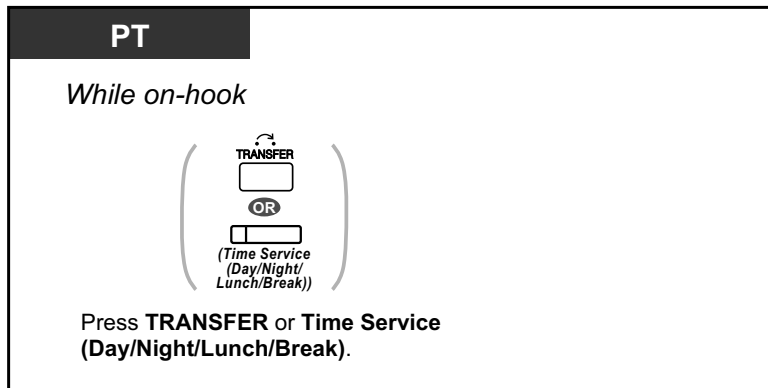 PT
While on-hook
TRANSFER
OR
(Time Service
(Day/Night/
Lunch/Break))
Press TRANSFER or Time Service
(Day/Night/Lunch/Break).